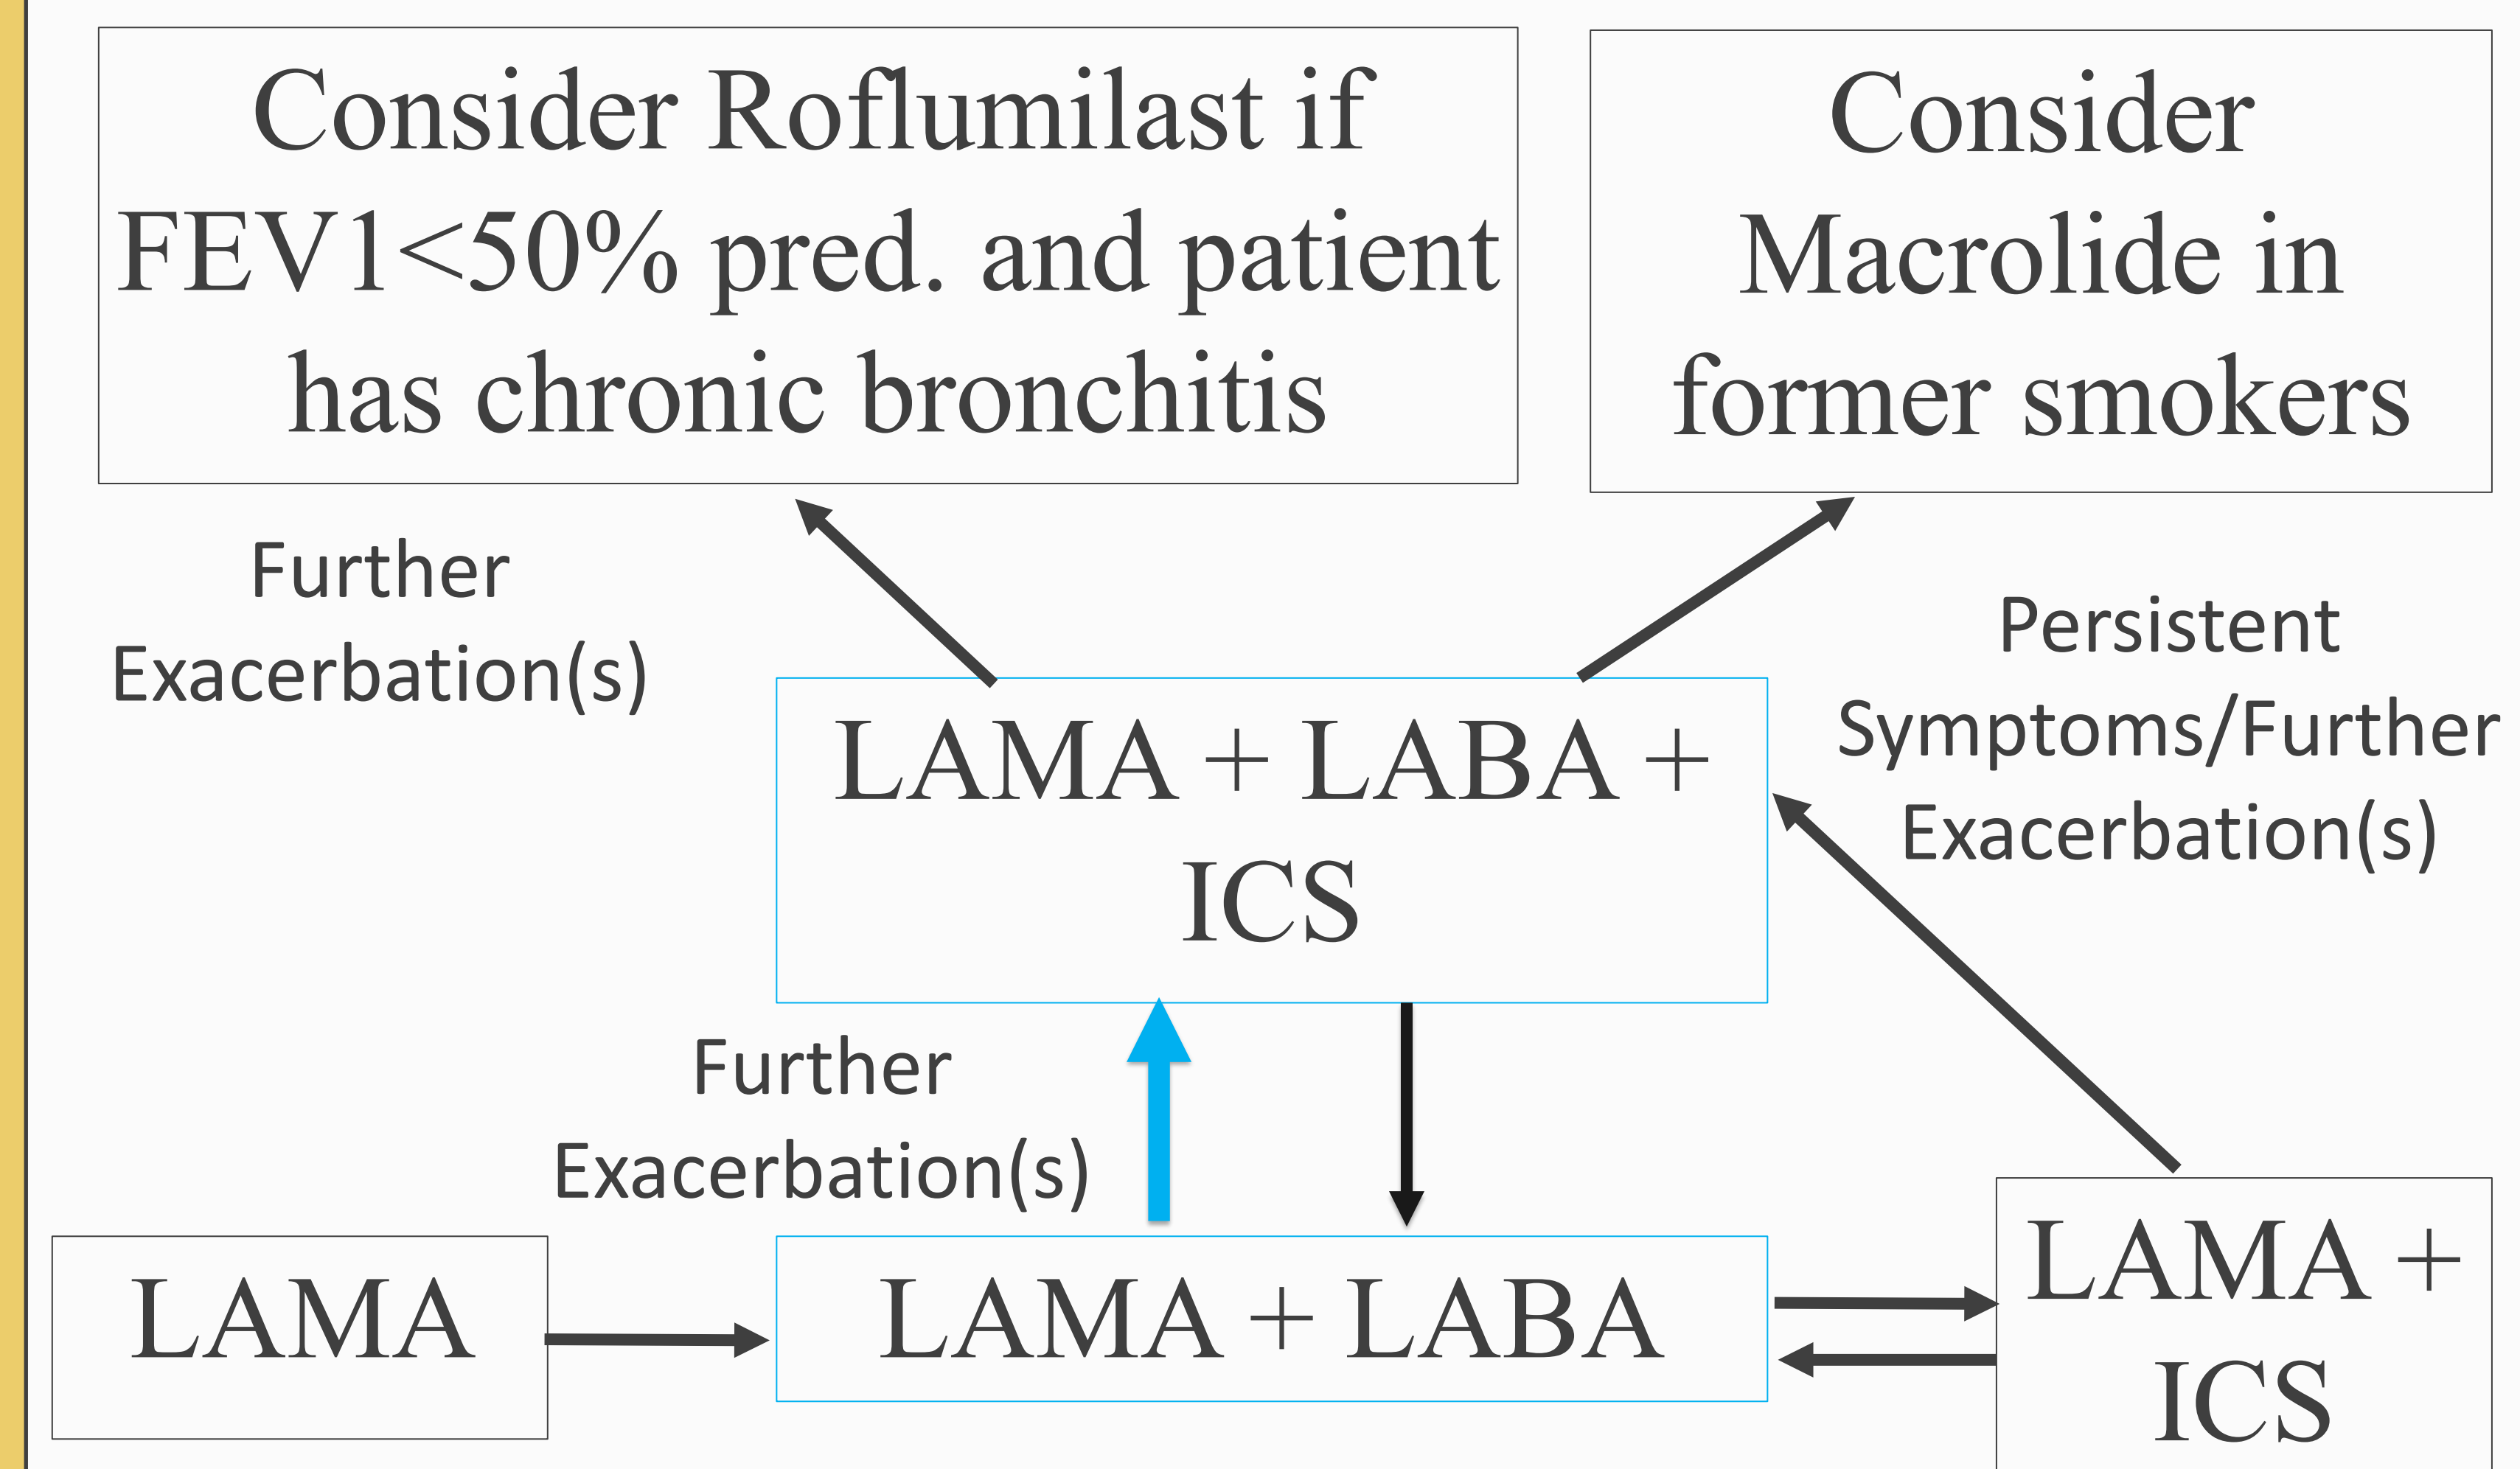 Consider Roflumilast if
FEV1<50% pred. and patient
has chronic bronchitis
Consider
Macrolide in
former smokers
Further
Exacerbation(s)
Persistent
Symptoms/Further
Exacerbation(s)
LAMA + LABA +
ICS
Further
Exacerbation(s)
LAMA
LAMA + LABA
LAMA +
ICS